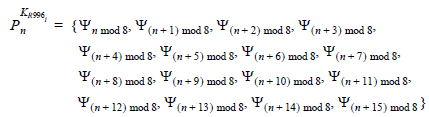 P_n^{K_{R996_i}} = {Ψ_{n mod 8}, Ψ_{(n + 1) mod 8}, Ψ_{(n + 2) mod 8}, Ψ_{(n + 3) mod 8},
Ψ_{(n + 4) mod 8}, Ψ_{(n + 5) mod 8}, Ψ_{(n + 6) mod 8}, Ψ_{(n + 7) mod 8},
Ψ_{(n + 8) mod 8}, Ψ_{(n + 9) mod 8}, Ψ_{(n + 10) mod 8}, Ψ_{(n + 11) mod 8},
Ψ_{(n + 12) mod 8}, Ψ_{(n + 13) mod 8}, Ψ_{(n + 14) mod 8}, Ψ_{(n + 15) mod 8}}